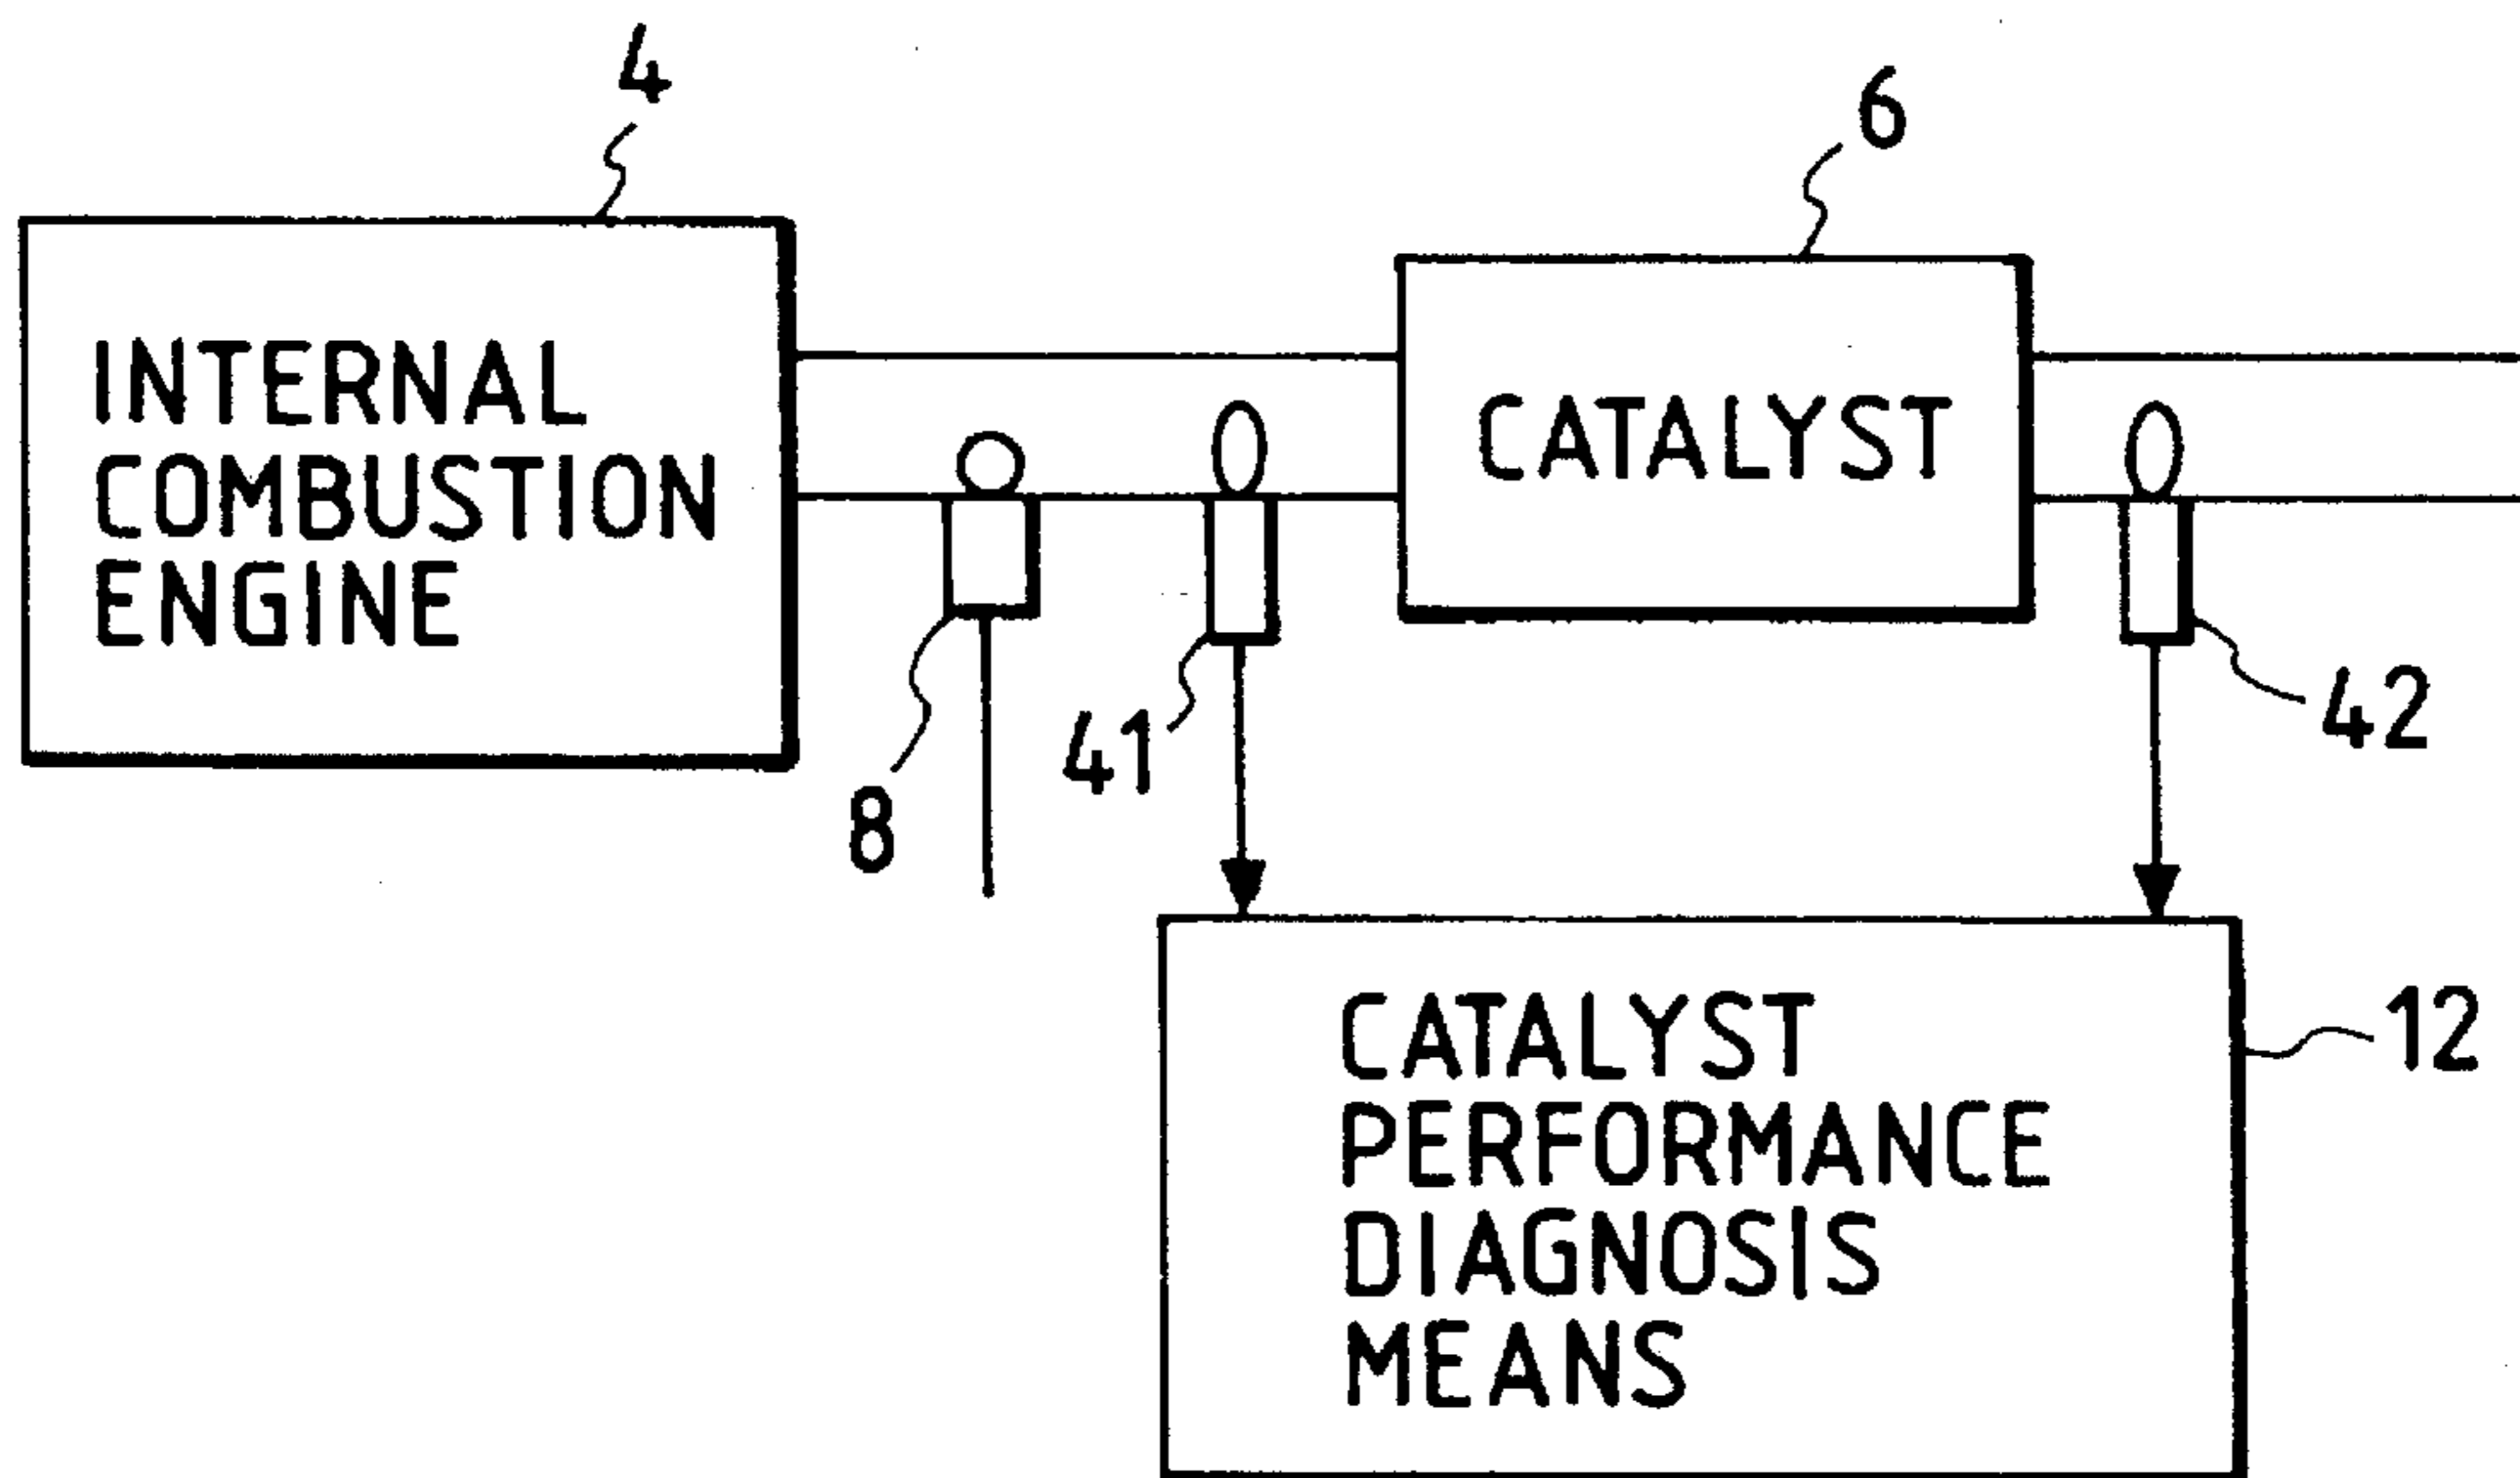 4
6
INTERNAL
COMBUSTION
ENGINE
CATALYST
8
41
42
CATALYST
PERFORMANCE
DIAGNOSIS
MEANS
12